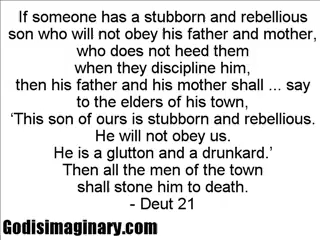 If someone has a stubborn and rebellious
son who will not obey his father and mother,
who does not heed them
when they discipline him,
then his father and his mother shall ... say
to the elders of his town,
‘This son of ours is stubborn and rebellious.
He will not obey us.
He is a glutton and a drunkard.’
Then all the men of the town
shall stone him to death.
- Deut 21
Godisimaginary.com